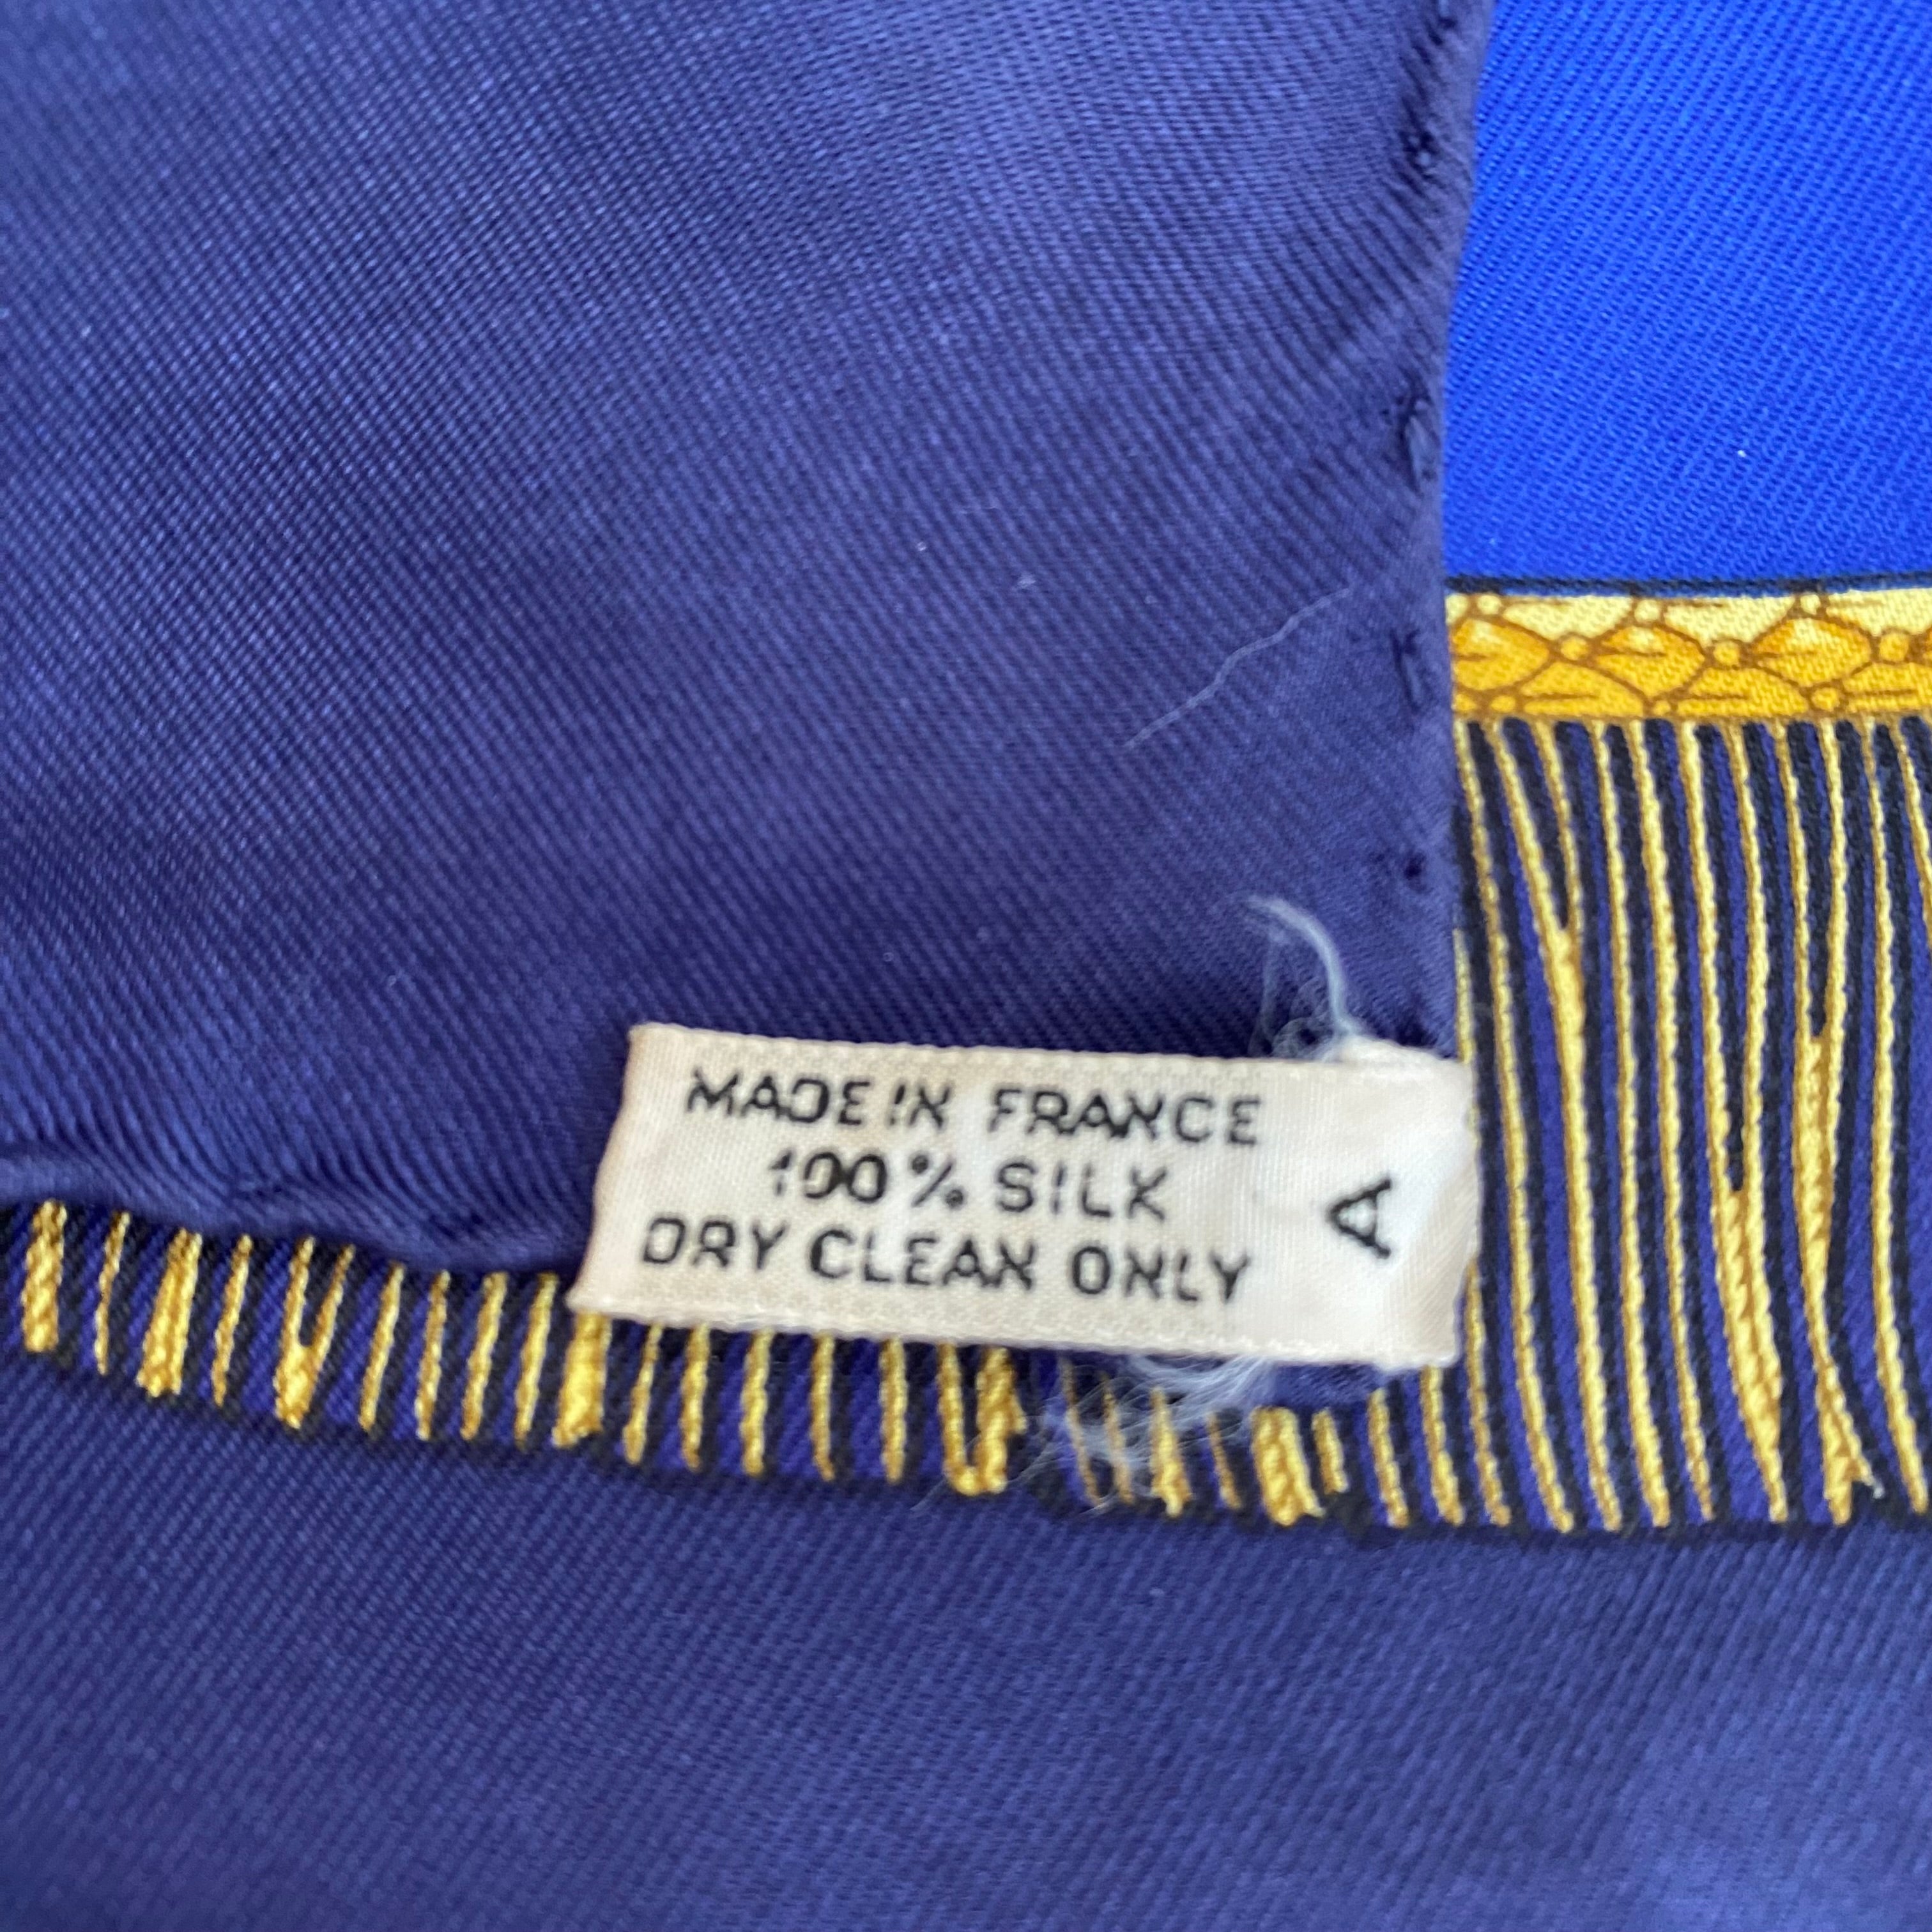 MADE IN FRANCE
100% SILK
DRY CLEAN ONLY
A